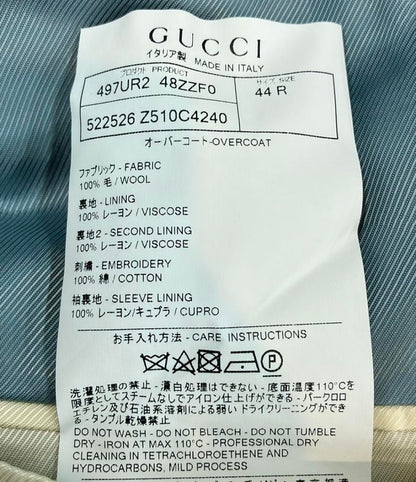 GUCCI
イタリア製 MADE IN ITALY
プロダクト PRODUCT サイズ SIZE
497UR2 48ZZF0 44 R
522526 Z510C4240
オーバーコート-OVERCOAT
ファブリック - FABRIC
100% 毛 / WOOL
裏地 - LINING
100% レーヨン / VISCOSE
裏地2 - SECOND LINING
100% レーヨン / VISCOSE
刺繍 - EMBROIDERY
100% 綿 / COTTON
袖裏地 - SLEEVE LINING
100% レーヨン/キュプラ / CUPRO
お手入れ方法 - CARE INSTRUCTIONS
洗濯処理の禁止 - 漂白処理はできない - 底面温度110℃を
限度としてスチームなしでアイロン仕上げができる - パークロロ
エチレン及び石油系溶剤による弱い ドライクリーニングができる
- タンブル乾燥禁止
DO NOT WASH - DO NOT BLEACH - DO NOT TUMBLE
DRY - IRON AT MAX 110°C - PROFESSIONAL DRY
CLEANING IN TETRACHLOROETHENE AND
HYDROCARBONS, MILD PROCESS